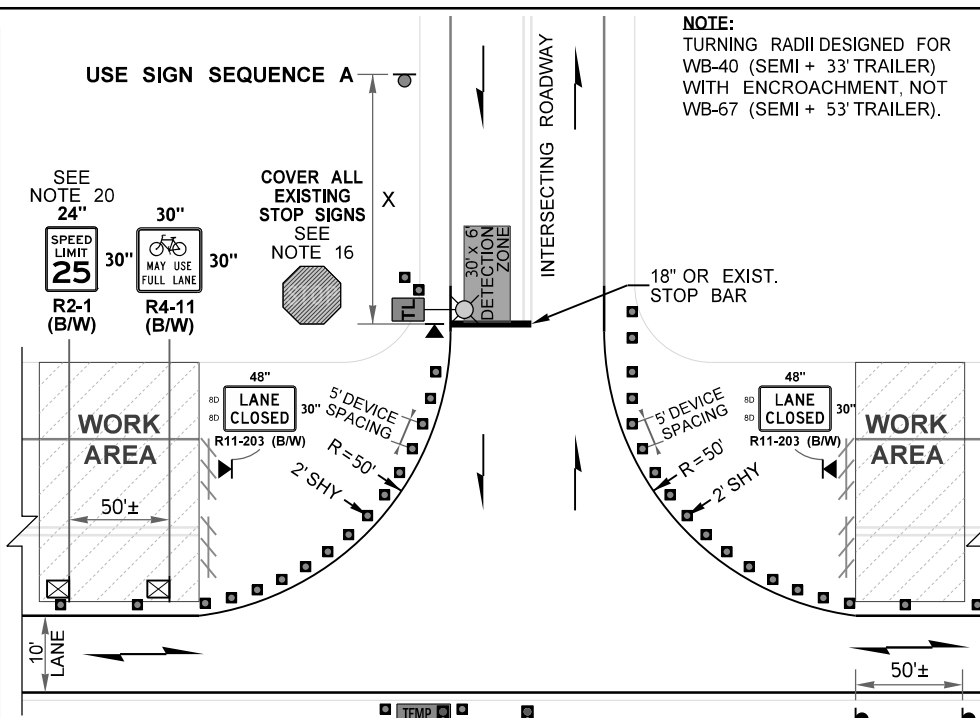 NOTE:
TURNING RADII DESIGNED FOR
WB-40 (SEMI + 33' TRAILER)
WITH ENCROACHMENT, NOT
WB-67 (SEMI + 53' TRAILER).
USE SIGN SEQUENCE A
INTERSECTING ROADWAY
X
SEE
NOTE 20
24"
SPEED
LIMIT
25
30"
R2-1
(B/W)
30"
MAY USE
FULL LANE
30"
R4-11
(B/W)
COVER ALL
EXISTING
STOP SIGNS
SEE
NOTE 16
STOP
TL
30' x 6'
DETECTION
ZONE
18" OR EXIST.
STOP BAR
WORK
AREA
48"
8D
8D
LANE
CLOSED
30"
R11-203 (B/W)
5' DEVICE
SPACING
R = 50'
2' SHY
5' DEVICE
SPACING
R = 50'
2' SHY
48"
8D
8D
LANE
CLOSED
30"
R11-203 (B/W)
WORK
AREA
50'±
10'
LANE
50'±
TEMP